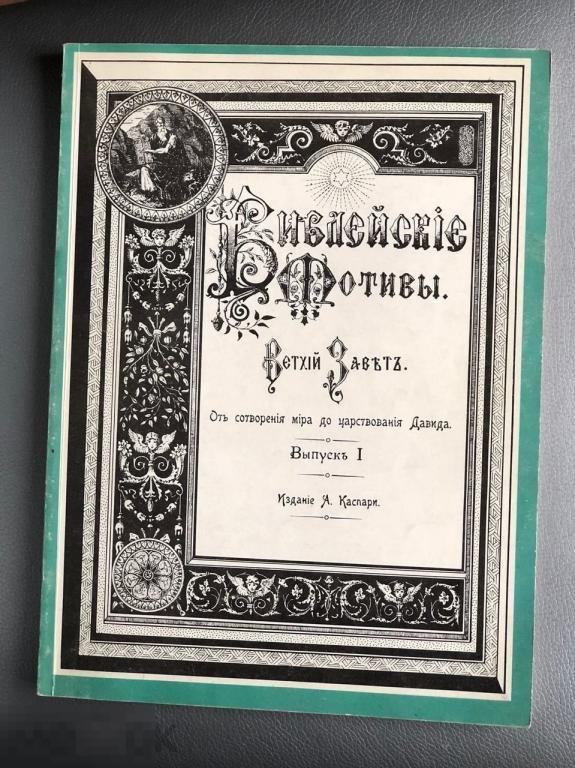 Библейскіе
Мотивы.
Ветхій Завѣтъ.
Отъ сотворенія міра до царствованія Давида.
Выпускъ I
Изданіе А. Каспари.